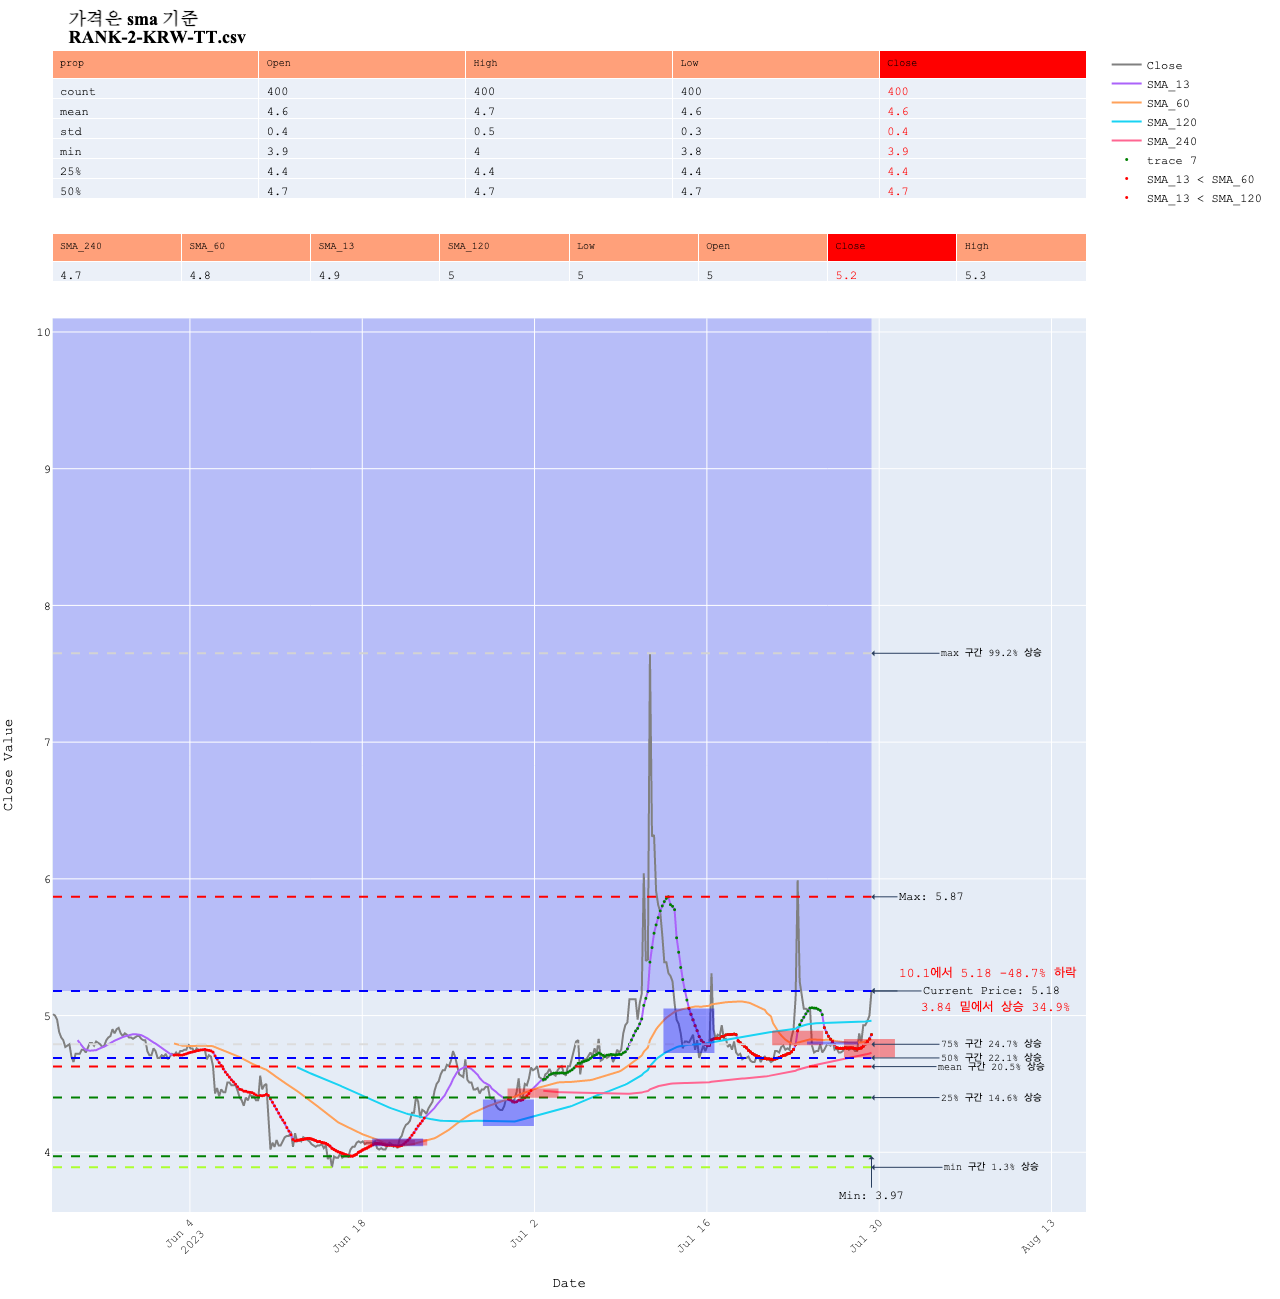 가격은 sma 기준
RANK-2-KRW-TT.csv
prop Open High Low Close
count 400 400 400 400
mean 4.6 4.7 4.6 4.6
std 0.4 0.5 0.3 0.4
min 3.9 4 3.8 3.9
25% 4.4 4.4 4.4 4.4
50% 4.7 4.7 4.7 4.7
SMA_240 SMA_60 SMA_13 SMA_120 Low Open Close High
4.7 4.8 4.9 5 5 5 5.2 5.3
Close
SMA_13
SMA_60
SMA_120
SMA_240
trace 7
SMA_13 < SMA_60
SMA_13 < SMA_120
10
9
8
7
6
5
4
Close Value
max 구간 99.2% 상승
Max: 5.87
10.1에서 5.18 -48.7% 하락
Current Price: 5.18
3.84 밑에서 상승 34.9%
75% 구간 24.7% 상승
50% 구간 22.1% 상승
mean 구간 20.5% 상승
25% 구간 14.6% 상승
min 구간 1.3% 상승
Min: 3.97
Jun 4
2023
Jun 18
Jul 2
Jul 16
Jul 30
Aug 13
Date